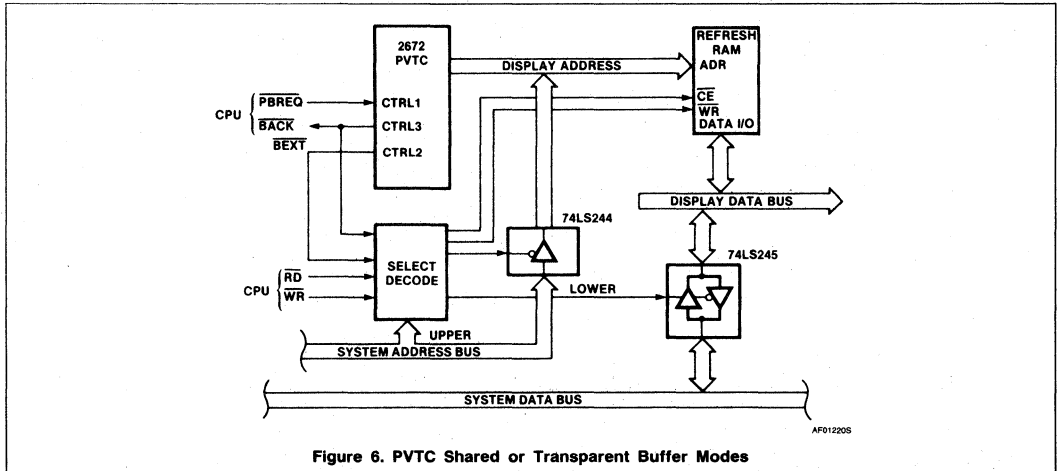 2672
PVTC
DISPLAY ADDRESS
REFRESH
RAM
ADR
CPU
PBREQ
CTRL1
BACK
CTRL3
BEXT
CTRL2
CE
WR
DATA I/O
DISPLAY DATA BUS
74LS244
74LS245
SELECT
DECODE
CPU
RD
WR
LOWER
UPPER
SYSTEM ADDRESS BUS
SYSTEM DATA BUS
AF01220S
Figure 6. PVTC Shared or Transparent Buffer Modes